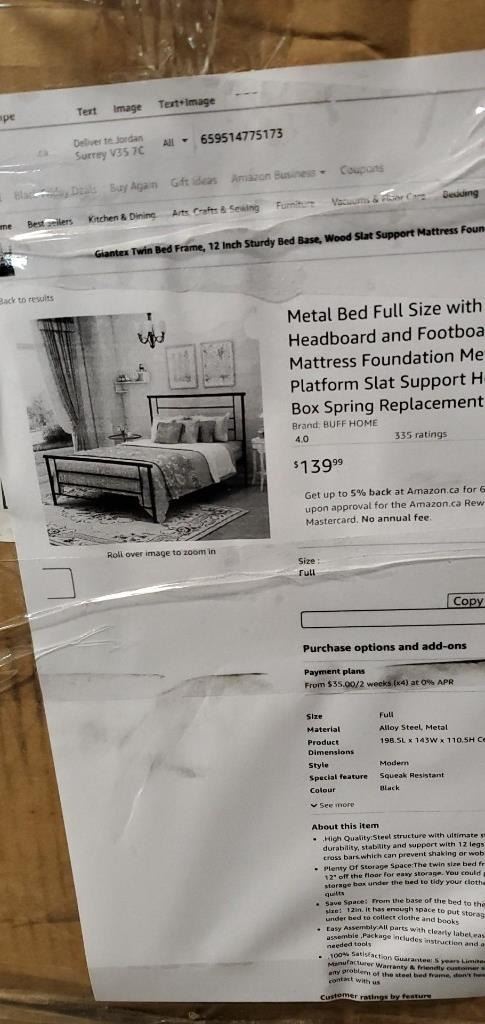 Text Image Text+Image
Deliver to Jordan
.ca Surrey V3S 7C All 659514775173
Black Friday Deals Buy Again Gift Ideas Amazon Business Coupons
Best Sellers Kitchen & Dining Arts, Crafts & Sewing Furniture Vacuums & Floor Care Bedding
Giantex Twin Bed Frame, 12 Inch Sturdy Bed Base, Wood Slat Support Mattress Foun
Back to results
Metal Bed Full Size with
Headboard and Footboa
Mattress Foundation Me
Platform Slat Support H
Box Spring Replacement
Brand: BUFF HOME
4.0 335 ratings
$139⁹⁹
Get up to 5% back at Amazon.ca for 6
upon approval for the Amazon.ca Rew
Mastercard. No annual fee.
Roll over image to zoom in
Size:
Full
Copy
Purchase options and add-ons
Payment plans
From $35.00/2 weeks (x4) at 0% APR
Size Full
Material Alloy Steel, Metal
Product Dimensions 198.5L x 143W x 110.5H Ce
Style Modern
Special feature Squeak Resistant
Colour Black
See more
About this item
• .High Quality:Steel structure with ultimate s
durability, stability and support with 12 legs
cross bars.which can prevent shaking or wob
• Plenty Of Storage Space:The twin size bed fr
12" off the floor for easy storage. You could
storage box under the bed to tidy your clothe
quilts
• Save Space: From the base of the bed to the
size: 12in. it has enough space to put storag
under bed to collect clothe and books
• Easy Assembly:All parts with clearly label,eas
assemble ,Package includes instruction and a
needed tools
• .100% Satisfaction Guarantee: 5 years Limite
Manufacturer Warranty & friendly customer s
any problem of the steel bed frame, don't hes
contact with us
Customer ratings by feature